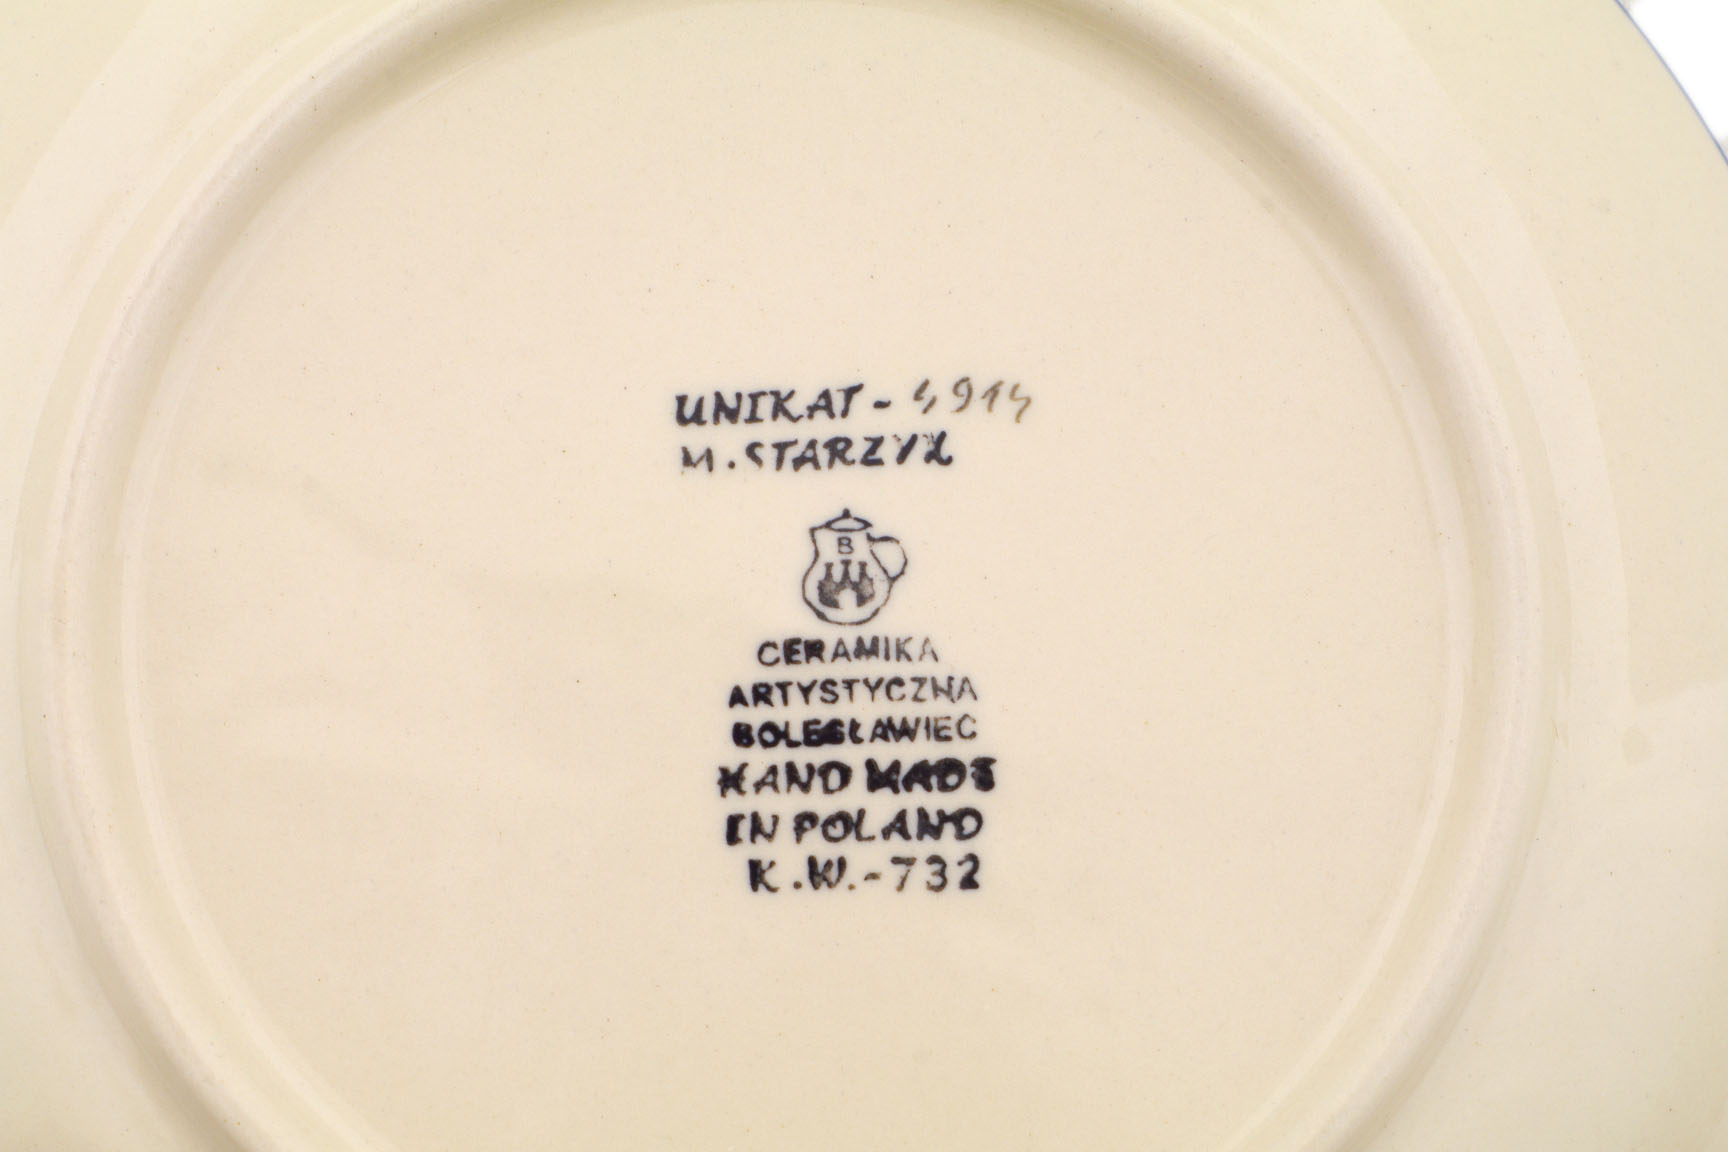 UNIKAT - 4914
M. STARZYK
B
CERAMIKA
ARTYSTYCZNA
BOLESŁAWIEC
HAND MADE
IN POLAND
K.W.-732